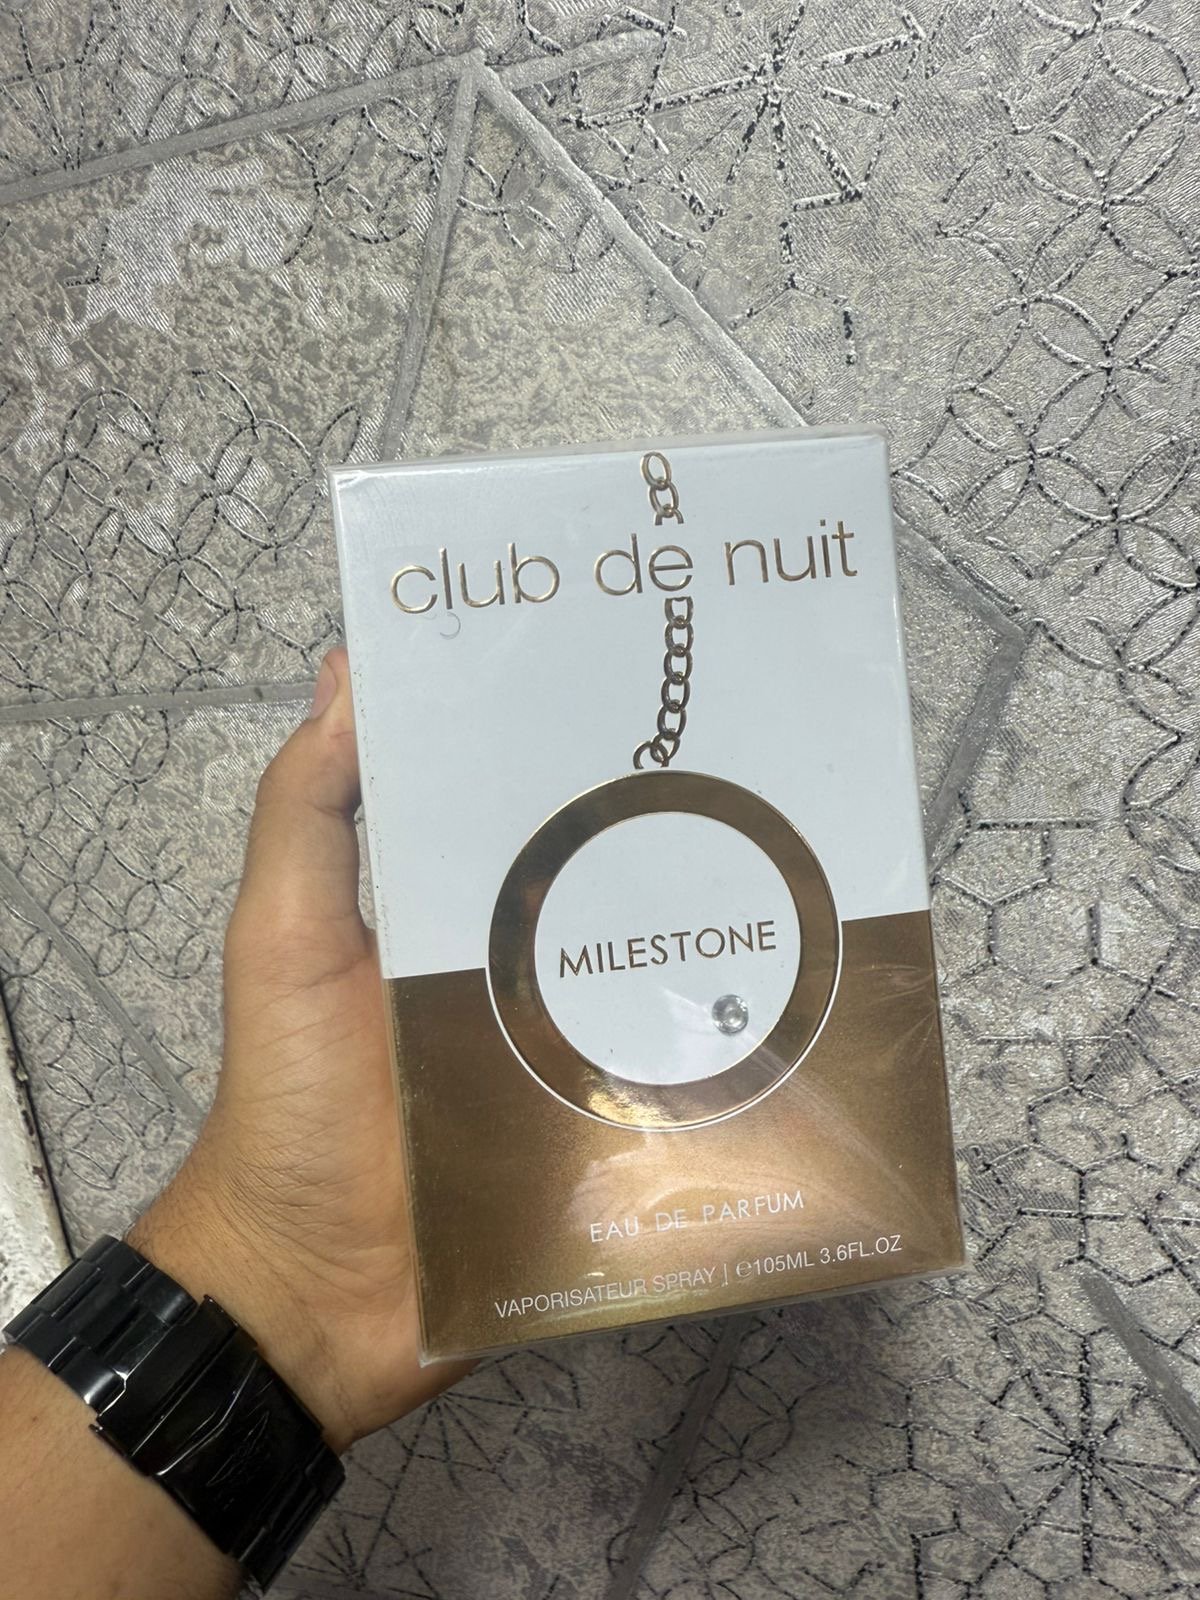 club de nuit
MILESTONE
EAU DE PARFUM
VAPORISATEUR SPRAY | ℮105ML 3.6FL.OZ